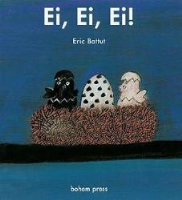 Ei, Ei, Ei!
Eric Battut
bohem press